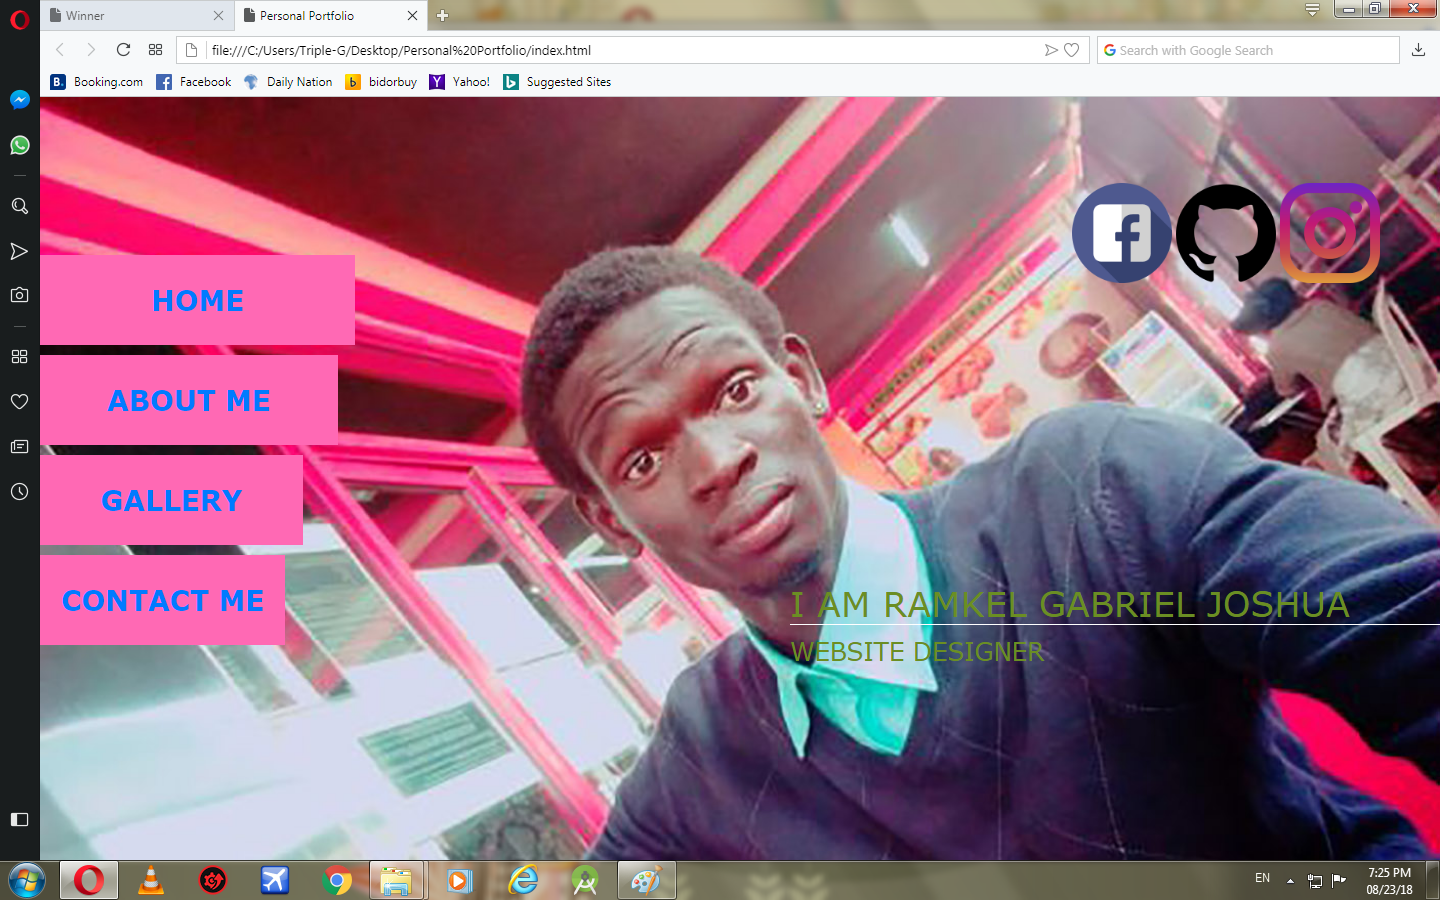 Winner
Personal Portfolio
file:///C:/Users/Triple-G/Desktop/Personal%20Portfolio/index.html
Search with Google Search
B. Booking.com
Facebook
Daily Nation
b bidorbuy
Y Yahoo!
b Suggested Sites
HOME
ABOUT ME
GALLERY
CONTACT ME
I AM RAMKEL GABRIEL JOSHUA
WEBSITE DESIGNER
EN
7:25 PM
08/23/18